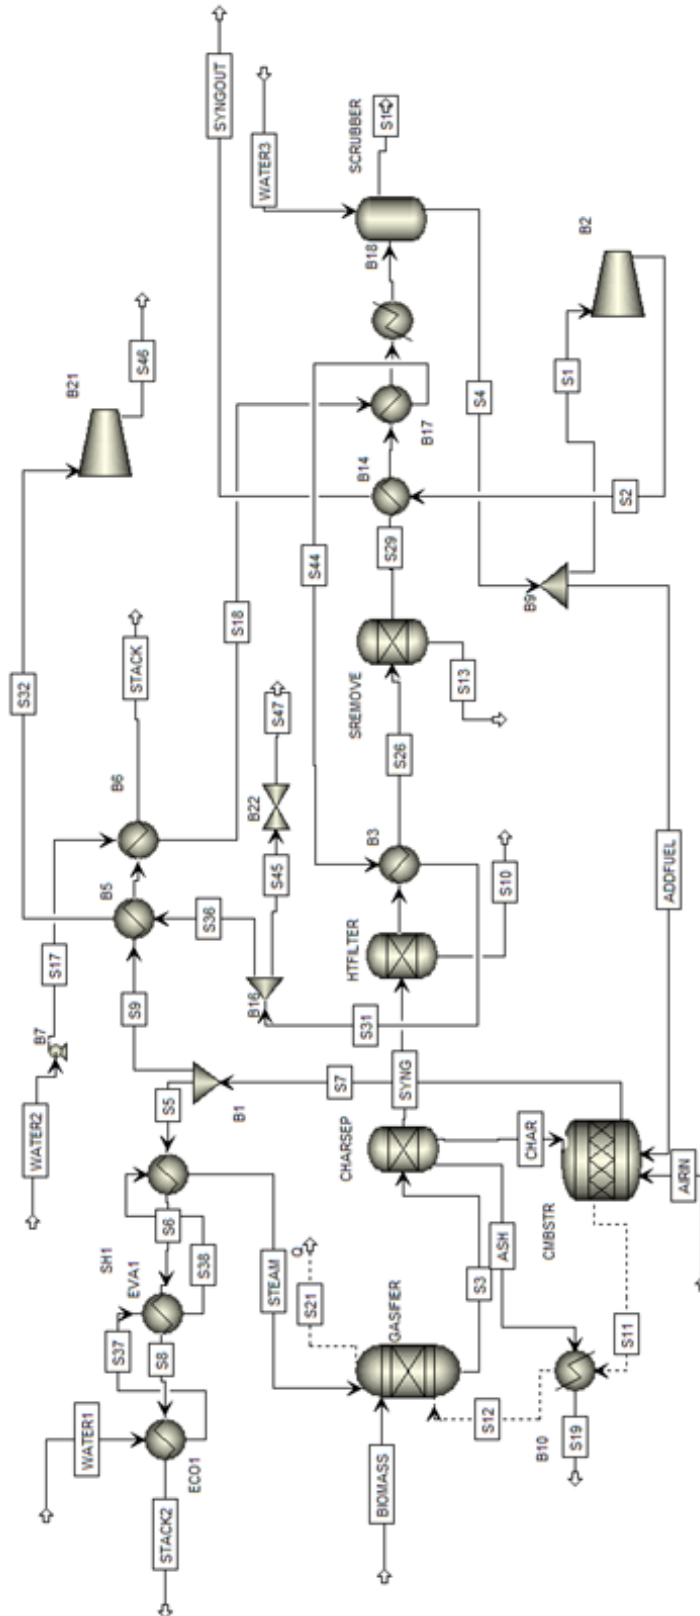 SYNGOUT
WATER3
SCRUBBER
B18
B2
S1
S4
S46
B21
B17
B14
S2
S44
S29
B9
S18
STACK
S32
B6
SREMOVE
S13
S47
B22
S26
S45
B5
S36
B3
S10
ADDFUEL
S17
HTFILTER
B16
S31
S9
B7
WATER2
SYNG
S7
S5
B1
CHARSEP
CHAR
AIRIN
CMBSTR
S6
S38
SH1
EVA1
STEAM
Q
S21
ASH
S3
GASIFIER
S11
S37
S8
S12
B10
S19
WATER1
ECO1
BIOMASS
STACK2